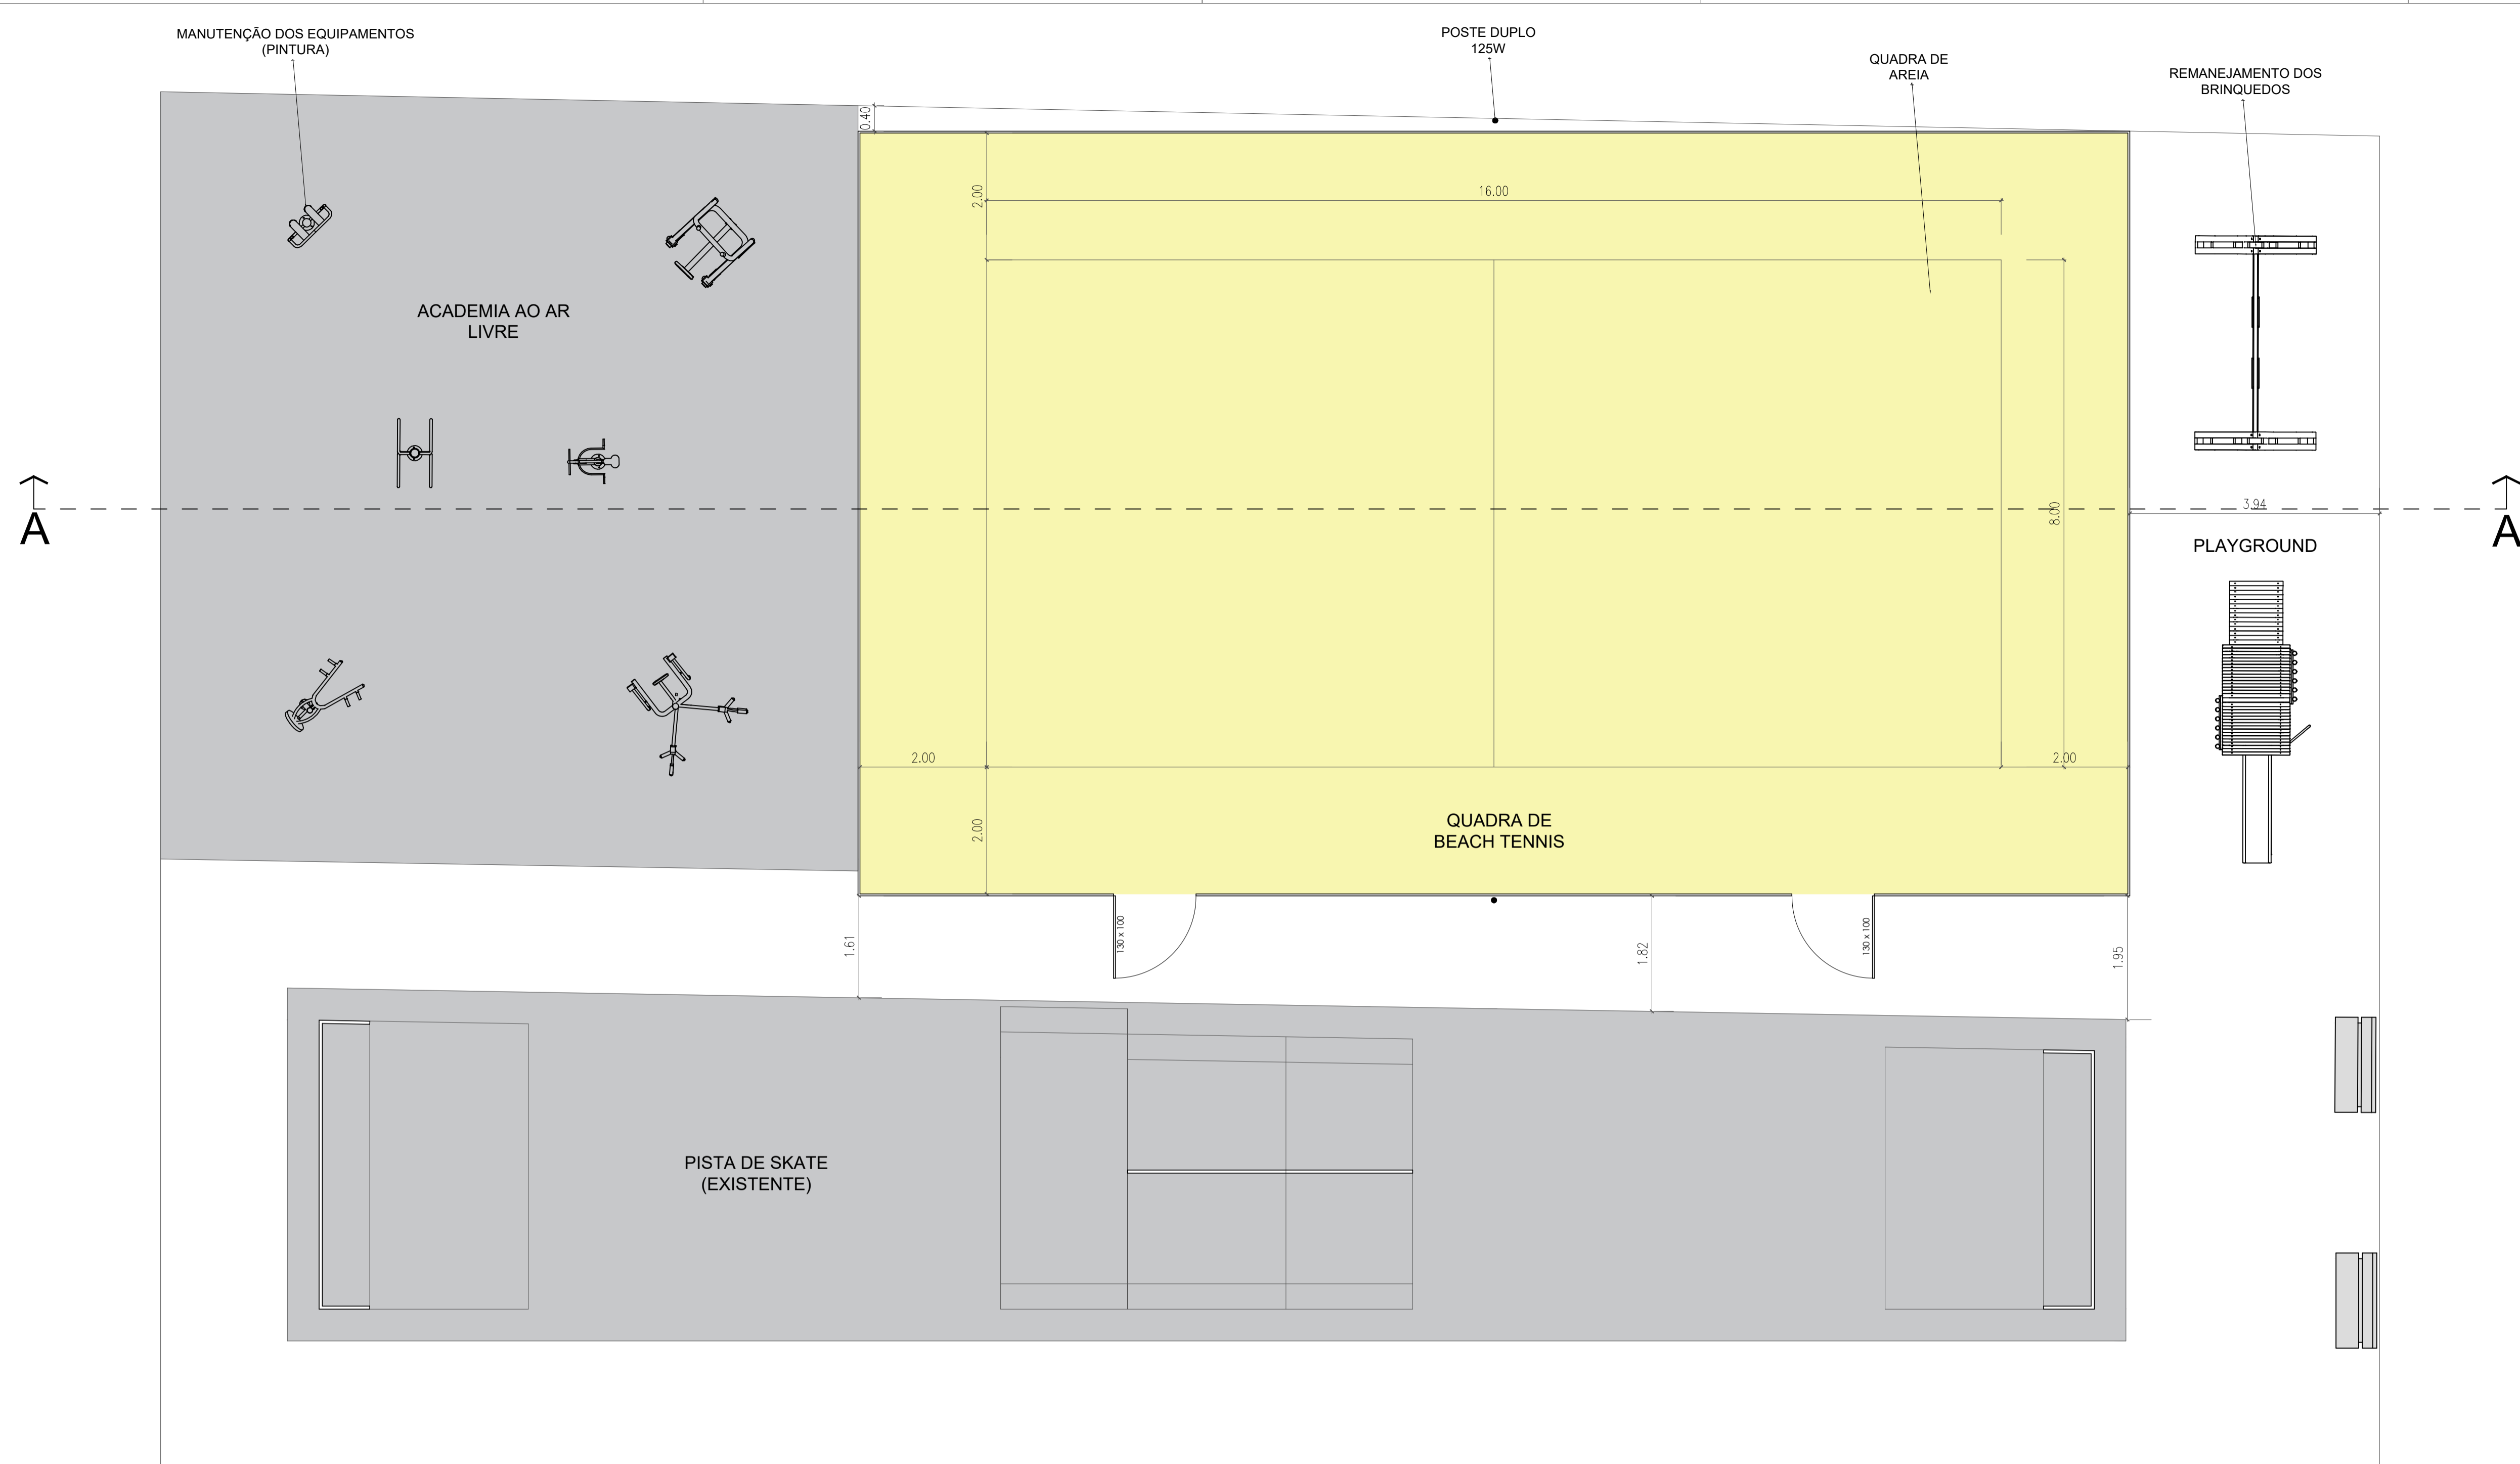 MANUTENÇÃO DOS EQUIPAMENTOS
(PINTURA)
POSTE DUPLO
125W
QUADRA DE
AREIA
REMANEJAMENTO DOS
BRINQUEDOS
0.40
2.00
16.00
ACADEMIA AO AR
LIVRE
A
A
8.00
3.94
PLAYGROUND
2.00
2.00
2.00
QUADRA DE
BEACH TENNIS
1.61
130 x 100
1.82
130 x 100
1.95
PISTA DE SKATE
(EXISTENTE)